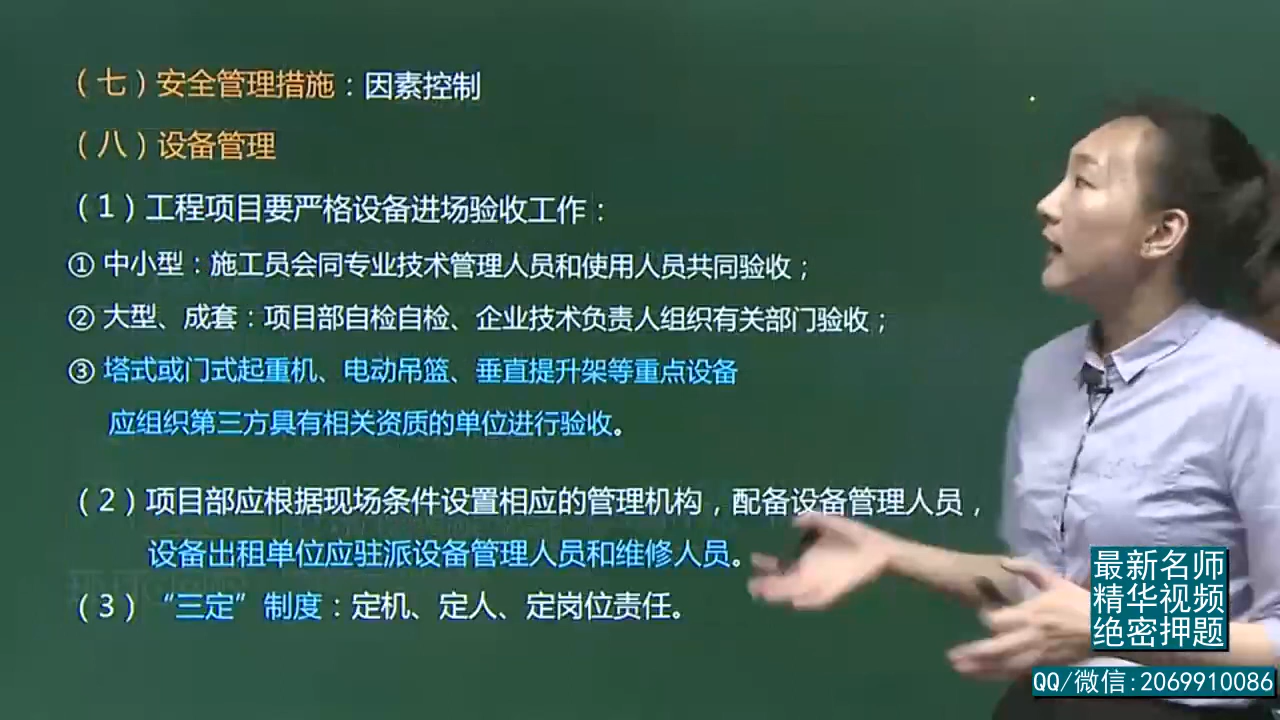 （七）安全管理措施：因素控制
（八）设备管理
（1）工程项目要严格设备进场验收工作：
① 中小型：施工员会同专业技术管理人员和使用人员共同验收；
② 大型、成套：项目部自检自检、企业技术负责人组织有关部门验收；
③ 塔式或门式起重机、电动吊篮、垂直提升架等重点设备
应组织第三方具有相关资质的单位进行验收。
（2）项目部应根据现场条件设置相应的管理机构，配备设备管理人员，
设备出租单位应驻派设备管理人员和维修人员。
（3）“三定”制度：定机、定人、定岗位责任。
最新名师
精华视频
绝密押题
QQ/微信:2069910086